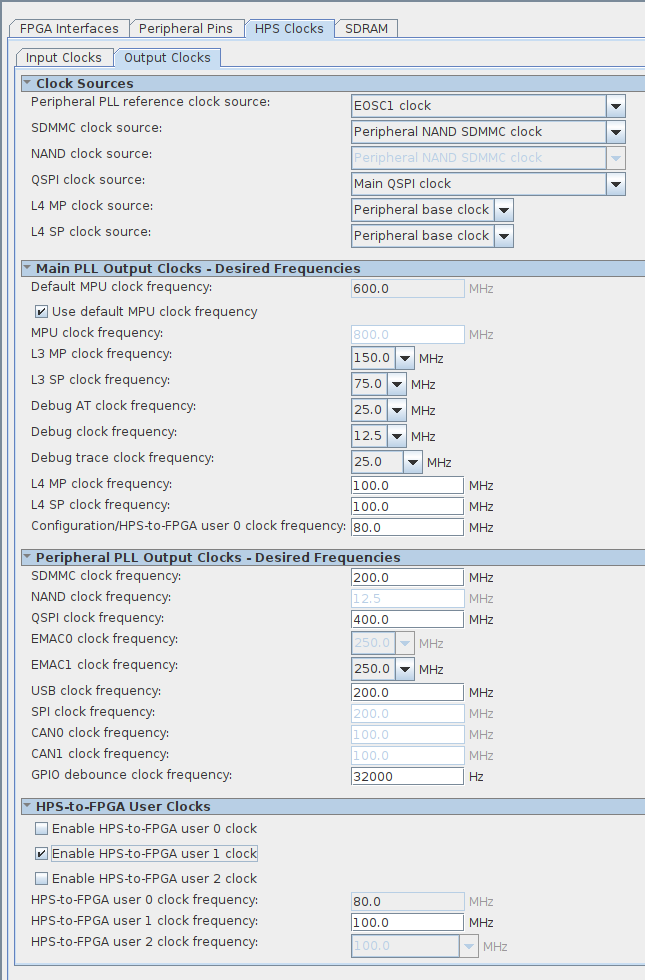 FPGA Interfaces Peripheral Pins HPS Clocks SDRAM
Input Clocks Output Clocks
Clock Sources
Peripheral PLL reference clock source: EOSC1 clock
SDMMC clock source: Peripheral NAND SDMMC clock
NAND clock source: Peripheral NAND SDMMC clock
QSPI clock source: Main QSPI clock
L4 MP clock source: Peripheral base clock
L4 SP clock source: Peripheral base clock
Main PLL Output Clocks - Desired Frequencies
Default MPU clock frequency: 600.0 MHz
Use default MPU clock frequency
MPU clock frequency: 800.0 MHz
L3 MP clock frequency: 150.0 MHz
L3 SP clock frequency: 75.0 MHz
Debug AT clock frequency: 25.0 MHz
Debug clock frequency: 12.5 MHz
Debug trace clock frequency: 25.0 MHz
L4 MP clock frequency: 100.0 MHz
L4 SP clock frequency: 100.0 MHz
Configuration/HPS-to-FPGA user 0 clock frequency: 80.0 MHz
Peripheral PLL Output Clocks - Desired Frequencies
SDMMC clock frequency: 200.0 MHz
NAND clock frequency: 12.5 MHz
QSPI clock frequency: 400.0 MHz
EMAC0 clock frequency: 250.0 MHz
EMAC1 clock frequency: 250.0 MHz
USB clock frequency: 200.0 MHz
SPI clock frequency: 200.0 MHz
CAN0 clock frequency: 100.0 MHz
CAN1 clock frequency: 100.0 MHz
GPIO debounce clock frequency: 32000 Hz
HPS-to-FPGA User Clocks
Enable HPS-to-FPGA user 0 clock
Enable HPS-to-FPGA user 1 clock
Enable HPS-to-FPGA user 2 clock
HPS-to-FPGA user 0 clock frequency: 80.0 MHz
HPS-to-FPGA user 1 clock frequency: 100.0 MHz
HPS-to-FPGA user 2 clock frequency: 100.0 MHz